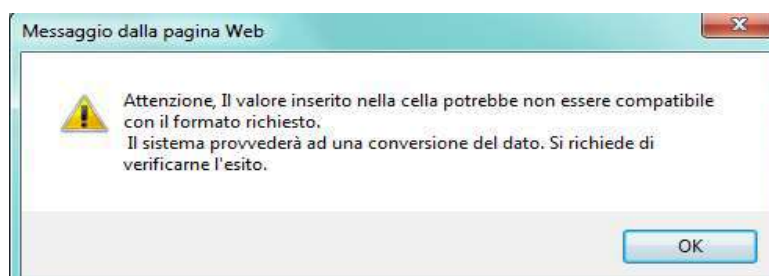 Messaggio dalla pagina Web
Attenzione, Il valore inserito nella cella potrebbe non essere compatibile
con il formato richiesto.
Il sistema provvederà ad una conversione del dato. Si richiede di
verificarne l'esito.
OK